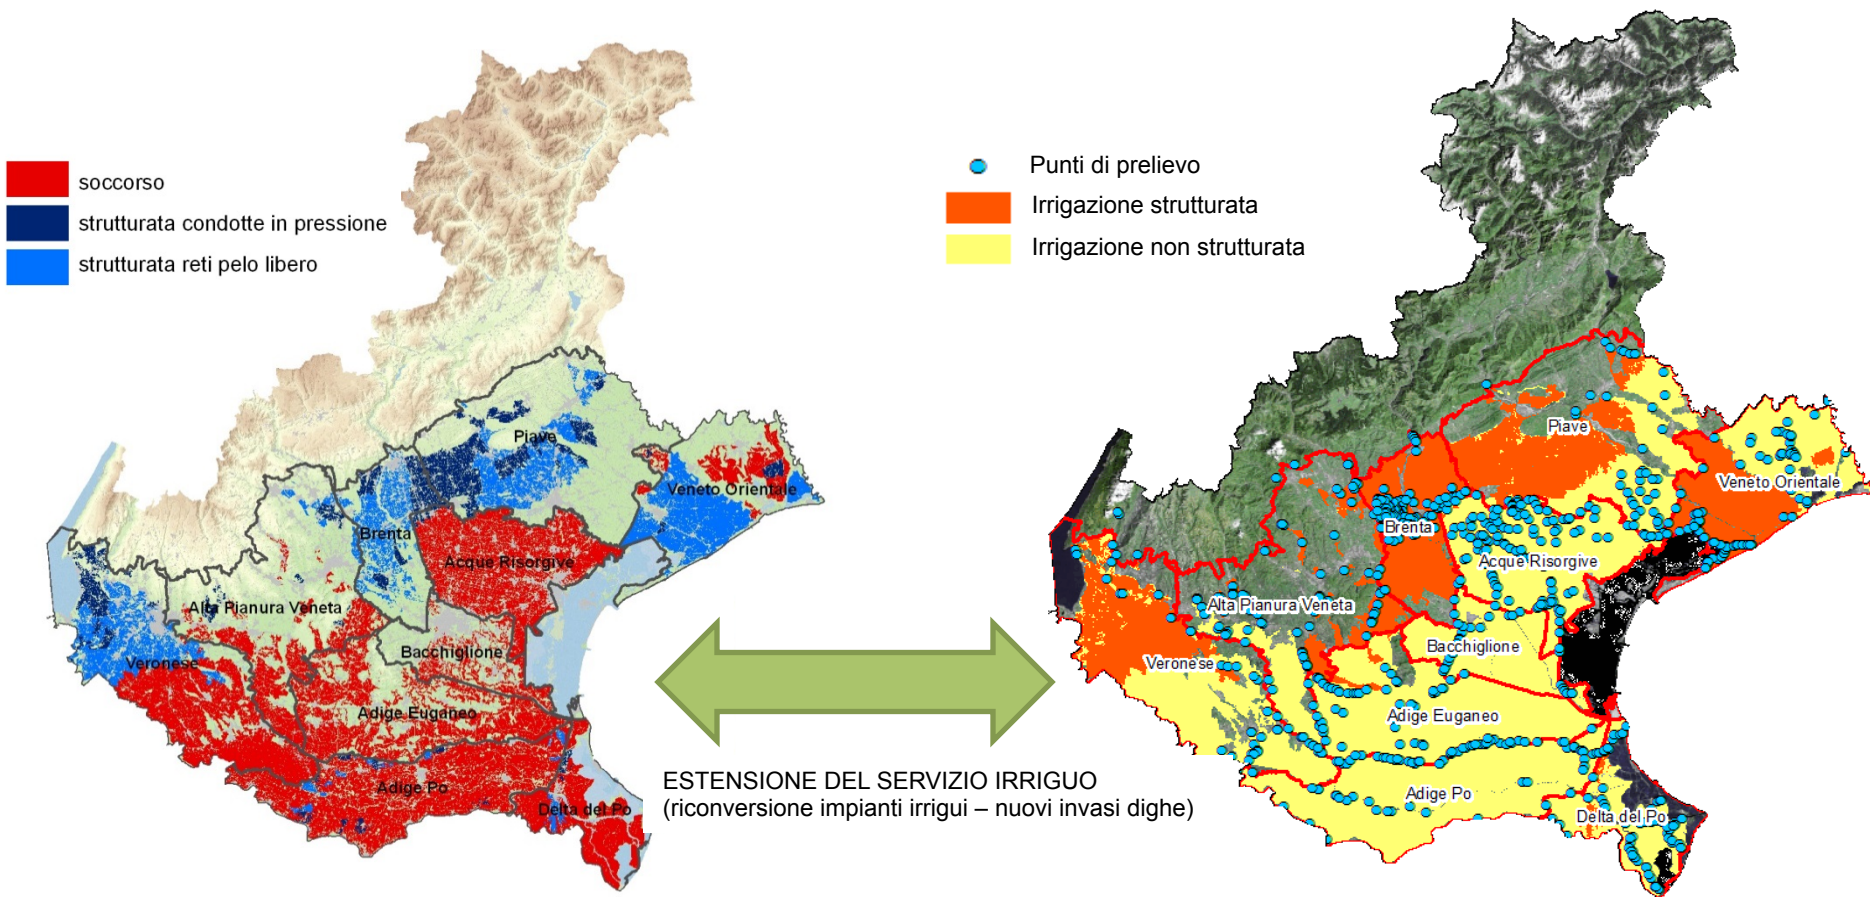 soccorso
strutturata condotte in pressione
strutturata reti pelo libero
Piave
Veneto Orientale
Brenta
Acque Risorgive
Alta Pianura Veneta
Bacchiglione
Veronese
Adige Euganeo
Adige Po
Delta del Po
ESTENSIONE DEL SERVIZIO IRRIGUO
(riconversione impianti irrigui – nuovi invasi dighe)
Punti di prelievo
Irrigazione strutturata
Irrigazione non strutturata
Piave
Veneto Orientale
Brenta
Acque Risorgive
Alta Pianura Veneta
Bacchiglione
Veronese
Adige Euganeo
Adige Po
Delta del Po